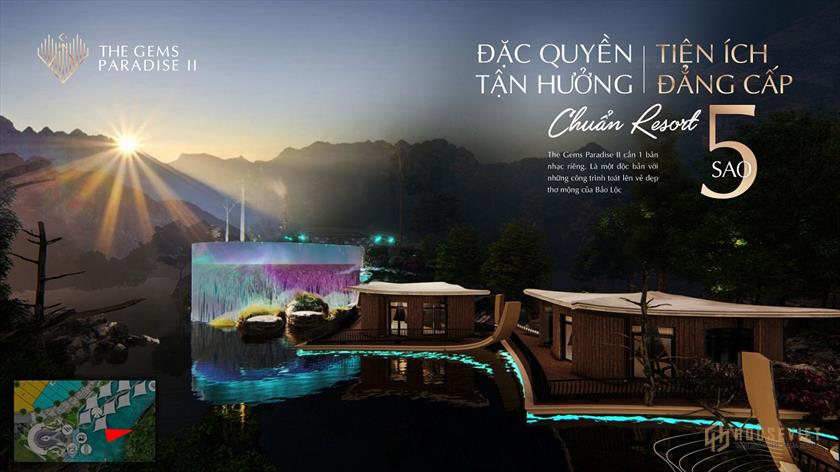 THE GEMS
PARADISE II
ĐẶC QUYỀN
TẬN HƯỞNG
TIỆN ÍCH
ĐẲNG CẤP
Chuẩn Resort
5
SAO
The Gems Paradise II cần 1 bản
nhạc riêng. Là một độc bản với
những công trình toát lên vẻ đẹp
thơ mộng của Bảo Lộc
HOUSEVIET